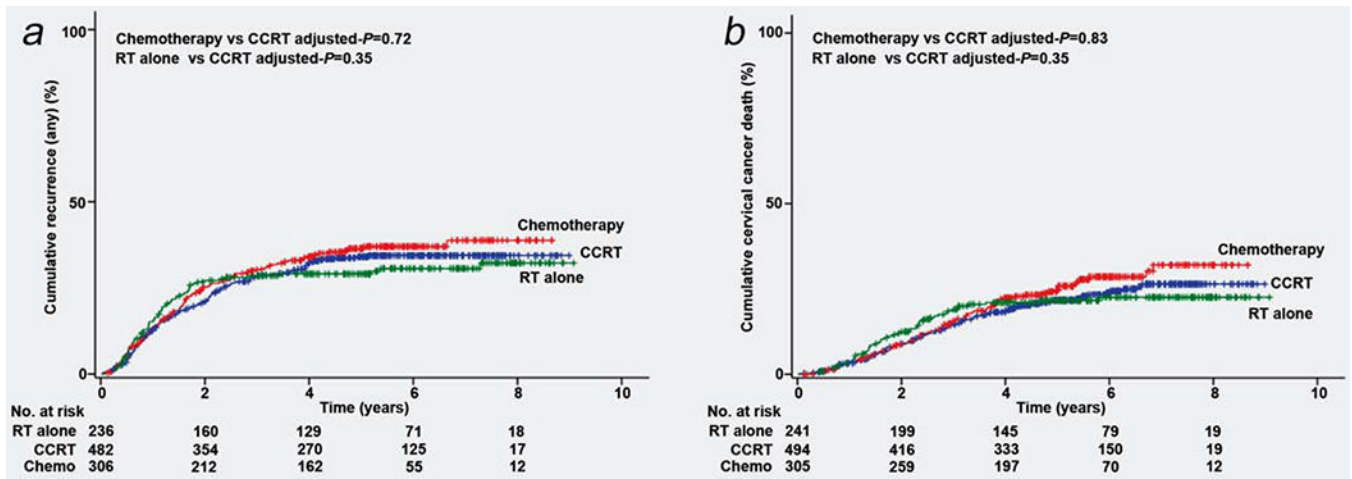 a
Chemotherapy vs CCRT adjusted-P=0.72
RT alone vs CCRT adjusted-P=0.35
Cumulative recurrence (any) (%)
100
50
0
Chemotherapy
CCRT
RT alone
0 2 4 6 8 10
Time (years)
No. at risk
RT alone 236 160 129 71 18
CCRT 482 354 270 125 17
Chemo 306 212 162 55 12
b
Chemotherapy vs CCRT adjusted-P=0.83
RT alone vs CCRT adjusted-P=0.35
Cumulative cervical cancer death (%)
100
50
0
Chemotherapy
CCRT
RT alone
0 2 4 6 8 10
Time (years)
No. at risk
RT alone 241 199 145 79 19
CCRT 494 416 333 150 19
Chemo 305 259 197 70 12